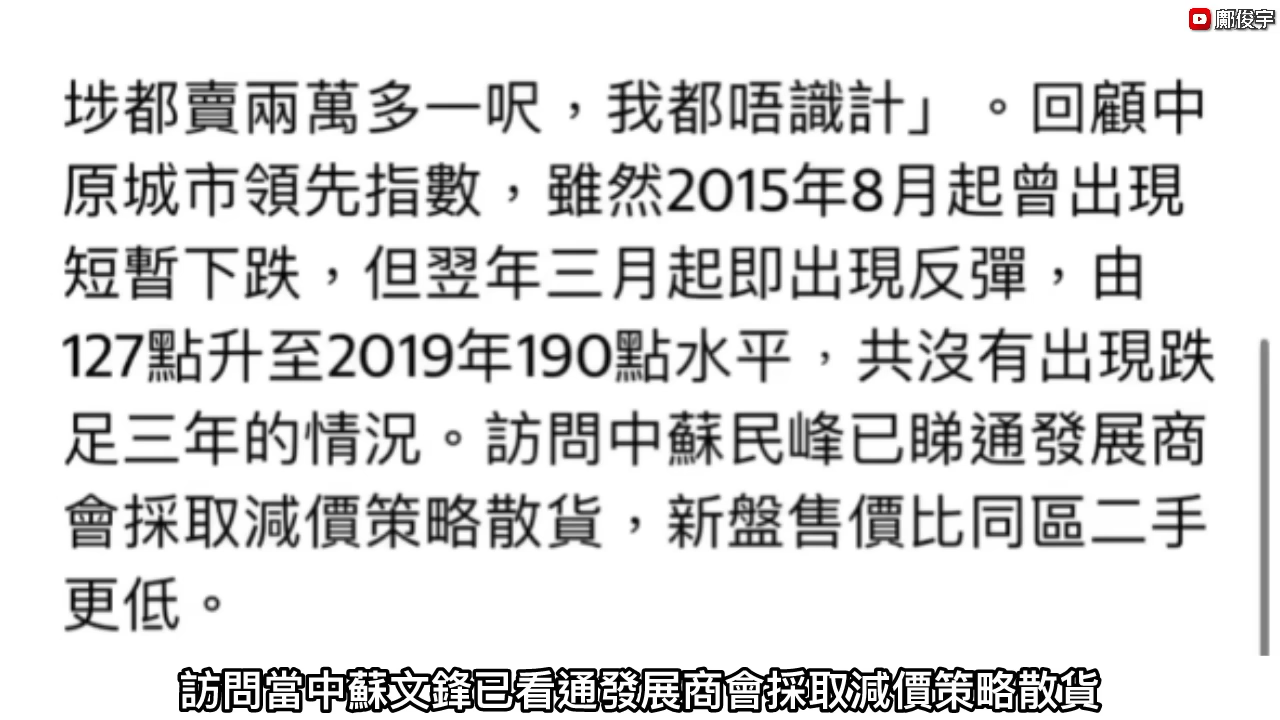 鄺俊宇
埗都賣兩萬多一呎，我都唔識計」。回顧中
原城市領先指數，雖然2015年8月起曾出現
短暫下跌，但翌年三月起即出現反彈，由
127點升至2019年190點水平，共沒有出現跌
足三年的情況。訪問中蘇民峰已睇通發展商
會採取減價策略散貨，新盤售價比同區二手
更低。
訪問當中蘇文鋒已看通發展商會採取減價策略散貨